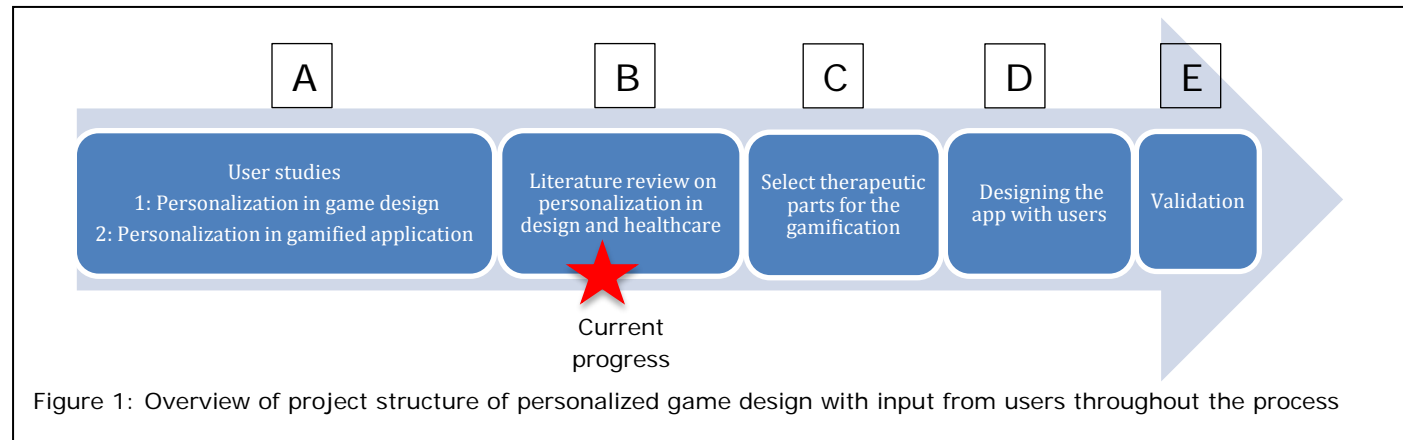 A
B
C
D
E
User studies
1: Personalization in game design
2: Personalization in gamified application
Literature review on
personalization in
design and healthcare
Select therapeutic
parts for the
gamification
Designing the
app with users
Validation
Current
progress
Figure 1: Overview of project structure of personalized game design with input from users throughout the process